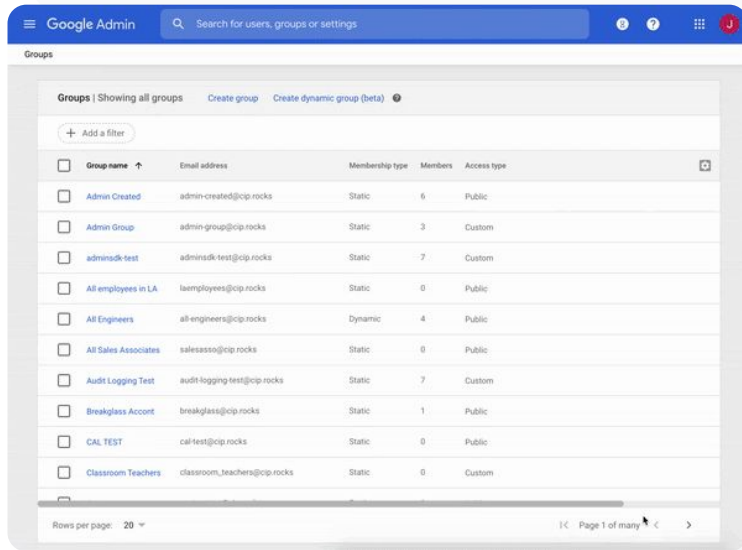 Google Admin
Search for users, groups or settings
J
Groups
Groups | Showing all groups Create group Create dynamic group (beta)
+ Add a filter
Group name Email address Membership type Members Access type
Admin Created admin-created@cip.rocks Static 6 Public
Admin Group admin-group@cip.rocks Static 3 Custom
adminsdk-test adminsdk-test@cip.rocks Static 7 Custom
All employees in LA laemployees@cip.rocks Static 0 Public
All Engineers all-engineers@cip.rocks Dynamic 4 Public
All Sales Associates salesasso@cip.rocks Static 0 Public
Audit Logging Test audit-logging-test@cip.rocks Static 7 Custom
Breakglass Accont breakglass@cip.rocks Static 1 Public
CAL TEST cal-test@cip.rocks Static 0 Public
Classroom Teachers classroom_teachers@cip.rocks Static 0 Custom
Rows per page: 20 Page 1 of many